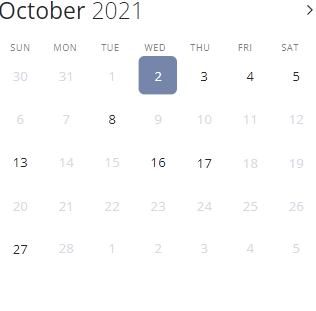 October 2021
SUN MON TUE WED THU FRI SAT
30 31 1 2 3 4 5
6 7 8 9 10 11 12
13 14 15 16 17 18 19
20 21 22 23 24 25 26
27 28 1 2 3 4 5